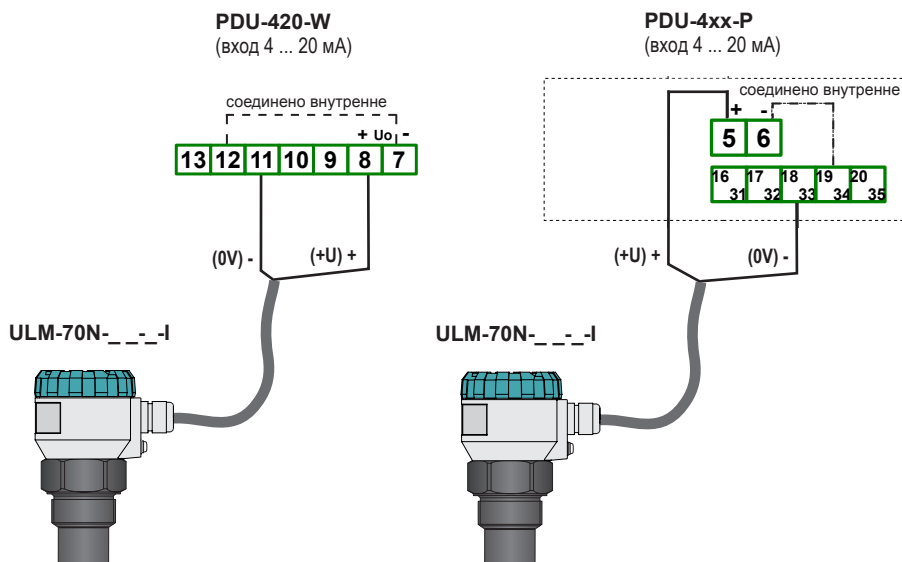 PDU-420-W
(вход 4 ... 20 мА)
соединено внутренне
+ Uo -
13 12 11 10 9 8 7
(0V) - (+U) +
ULM-70N-_ _-_-I
PDU-4xx-P
(вход 4 ... 20 мА)
соединено внутренне
+ -
5 6
16 17 18 19 20
31 32 33 34 35
(+U) + (0V) -
ULM-70N-_ _-_-I